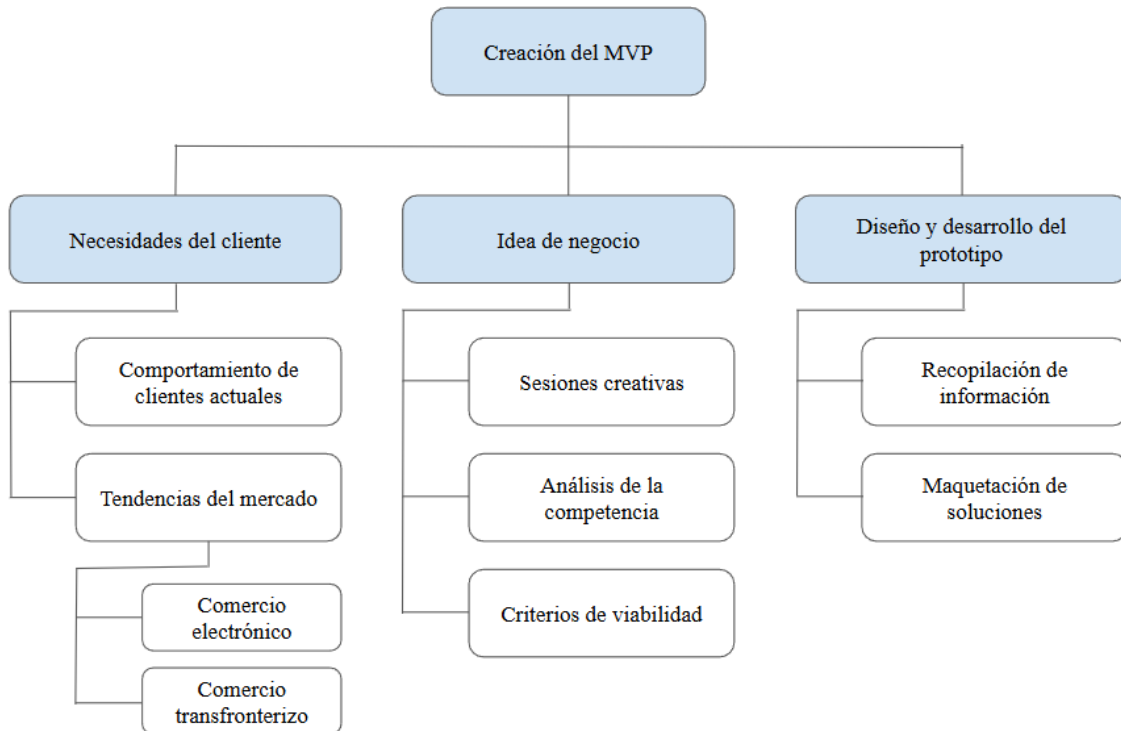 Creación del MVP
Necesidades del cliente
Idea de negocio
Diseño y desarrollo del
prototipo
Comportamiento de
clientes actuales
Tendencias del mercado
Comercio
electrónico
Comercio
transfronterizo
Sesiones creativas
Análisis de la
competencia
Criterios de viabilidad
Recopilación de
información
Maquetación de
soluciones